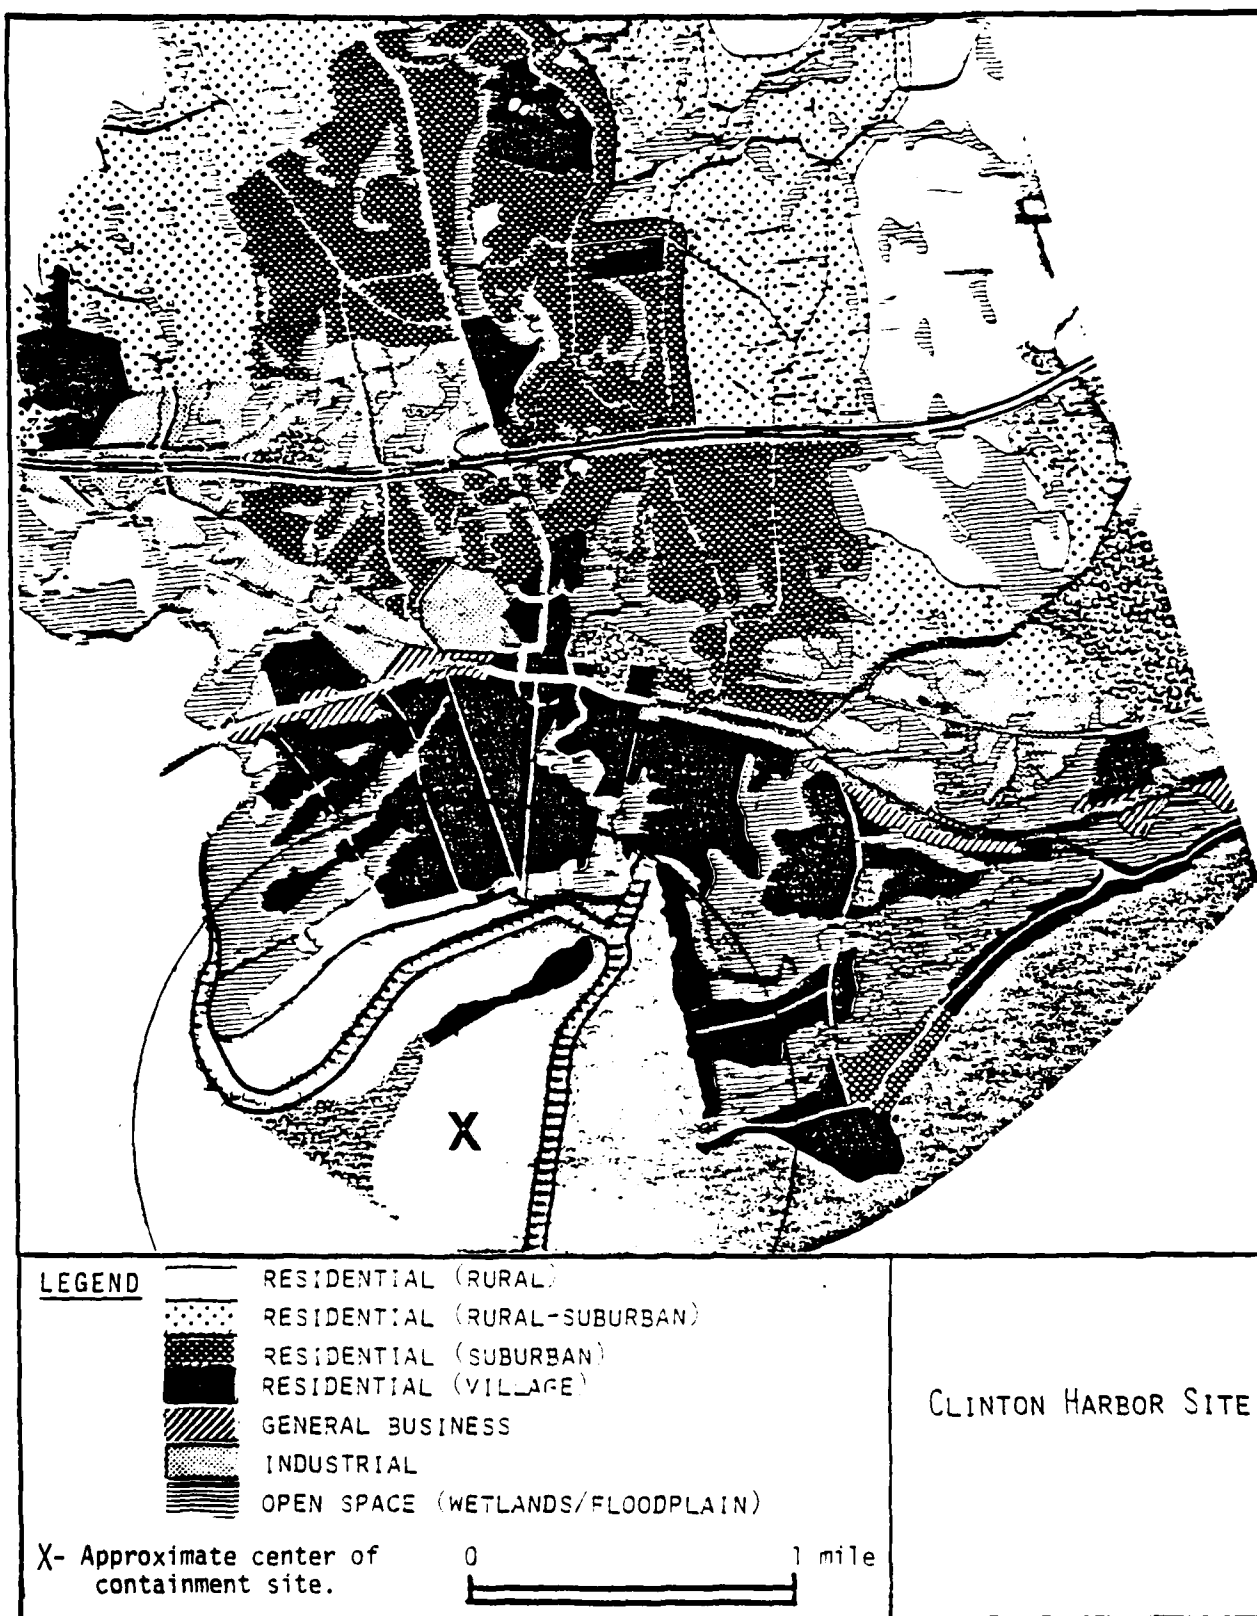 X
LEGEND
RESIDENTIAL (RURAL)
RESIDENTIAL (RURAL-SUBURBAN)
RESIDENTIAL (SUBURBAN)
RESIDENTIAL (VILLAGE)
GENERAL BUSINESS
INDUSTRIAL
OPEN SPACE (WETLANDS/FLOODPLAIN)
X- Approximate center of
containment site.
0 1 mile
CLINTON HARBOR SITE